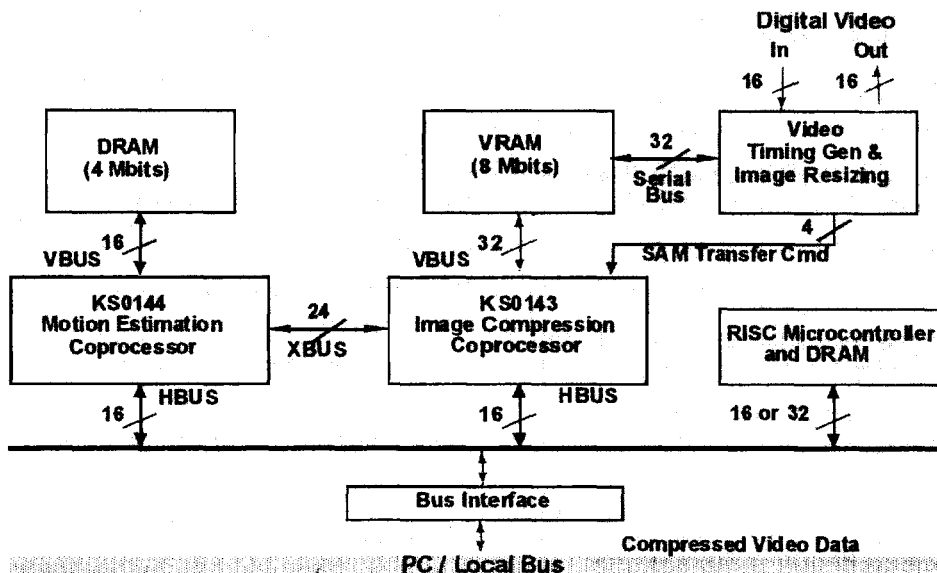 Digital Video
In Out
16 16
DRAM
(4 Mbits)
VRAM
(8 Mbits)
32
Serial
Bus
Video
Timing Gen &
Image Resizing
4
SAM Transfer Cmd
VBUS 16
VBUS 32
KS0144
Motion Estimation
Coprocessor
24
XBUS
KS0143
Image Compression
Coprocessor
RISC Microcontroller
and DRAM
16 HBUS
16 HBUS
16 or 32
Bus Interface
Compressed Video Data
PC / Local Bus